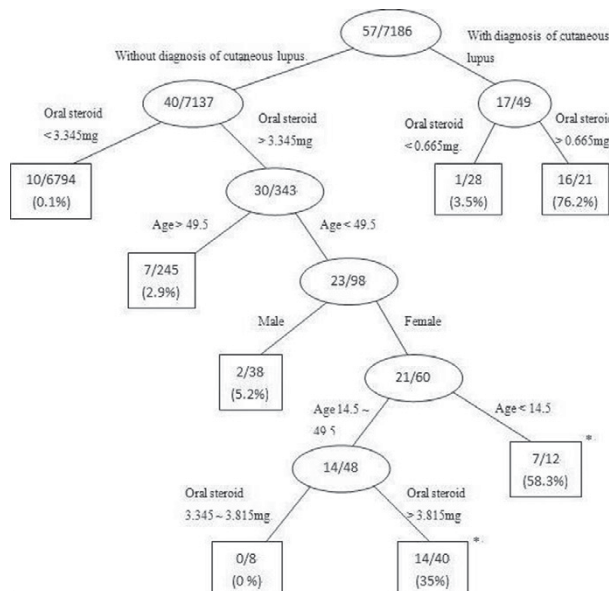 57/7186
Without diagnosis of cutaneous lupus
With diagnosis of cutaneous
lupus
40/7137
17/49
Oral steroid
< 3.345mg
Oral steroid
> 3.345mg
Oral steroid
< 0.665mg
Oral steroid
> 0.665mg
10/6794
(0.1%)
30/343
1/28
(3.5%)
16/21
(76.2%)
Age > 49.5
Age < 49.5
7/245
(2.9%)
23/98
Male
Female
2/38
(5.2%)
21/60
Age 14.5 ~
49.5
Age < 14.5
*
7/12
(58.3%)
14/48
Oral steroid
3.345 ~ 3.815mg
Oral steroid
> 3.815mg
*
0/8
(0 %)
14/40
(35%)